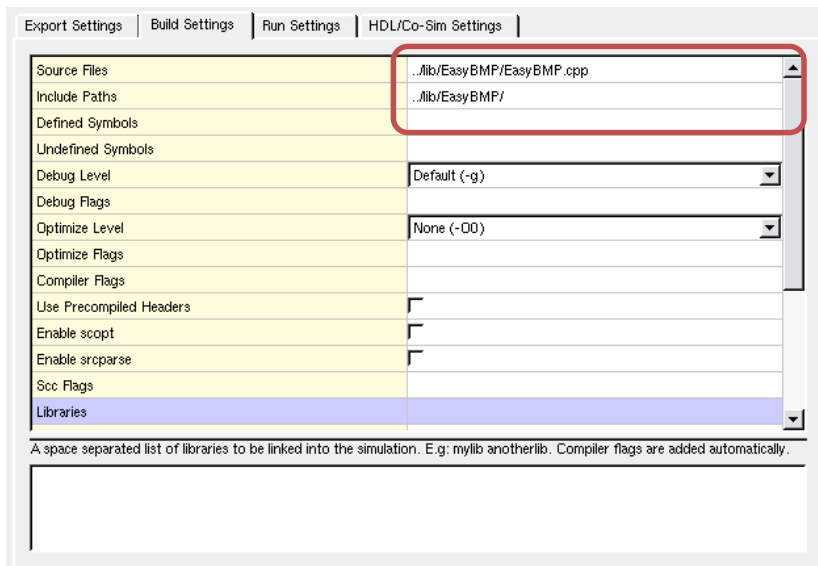 Export Settings Build Settings Run Settings HDL/Co-Sim Settings
Source Files ../lib/EasyBMP/EasyBMP.cpp
Include Paths ../lib/EasyBMP/
Defined Symbols
Undefined Symbols
Debug Level Default (-g)
Debug Flags
Optimize Level None (-O0)
Optimize Flags
Compiler Flags
Use Precompiled Headers
Enable scopt
Enable srcparse
Scc Flags
Libraries
A space separated list of libraries to be linked into the simulation. E.g: mylib anotherlib. Compiler flags are added automatically.